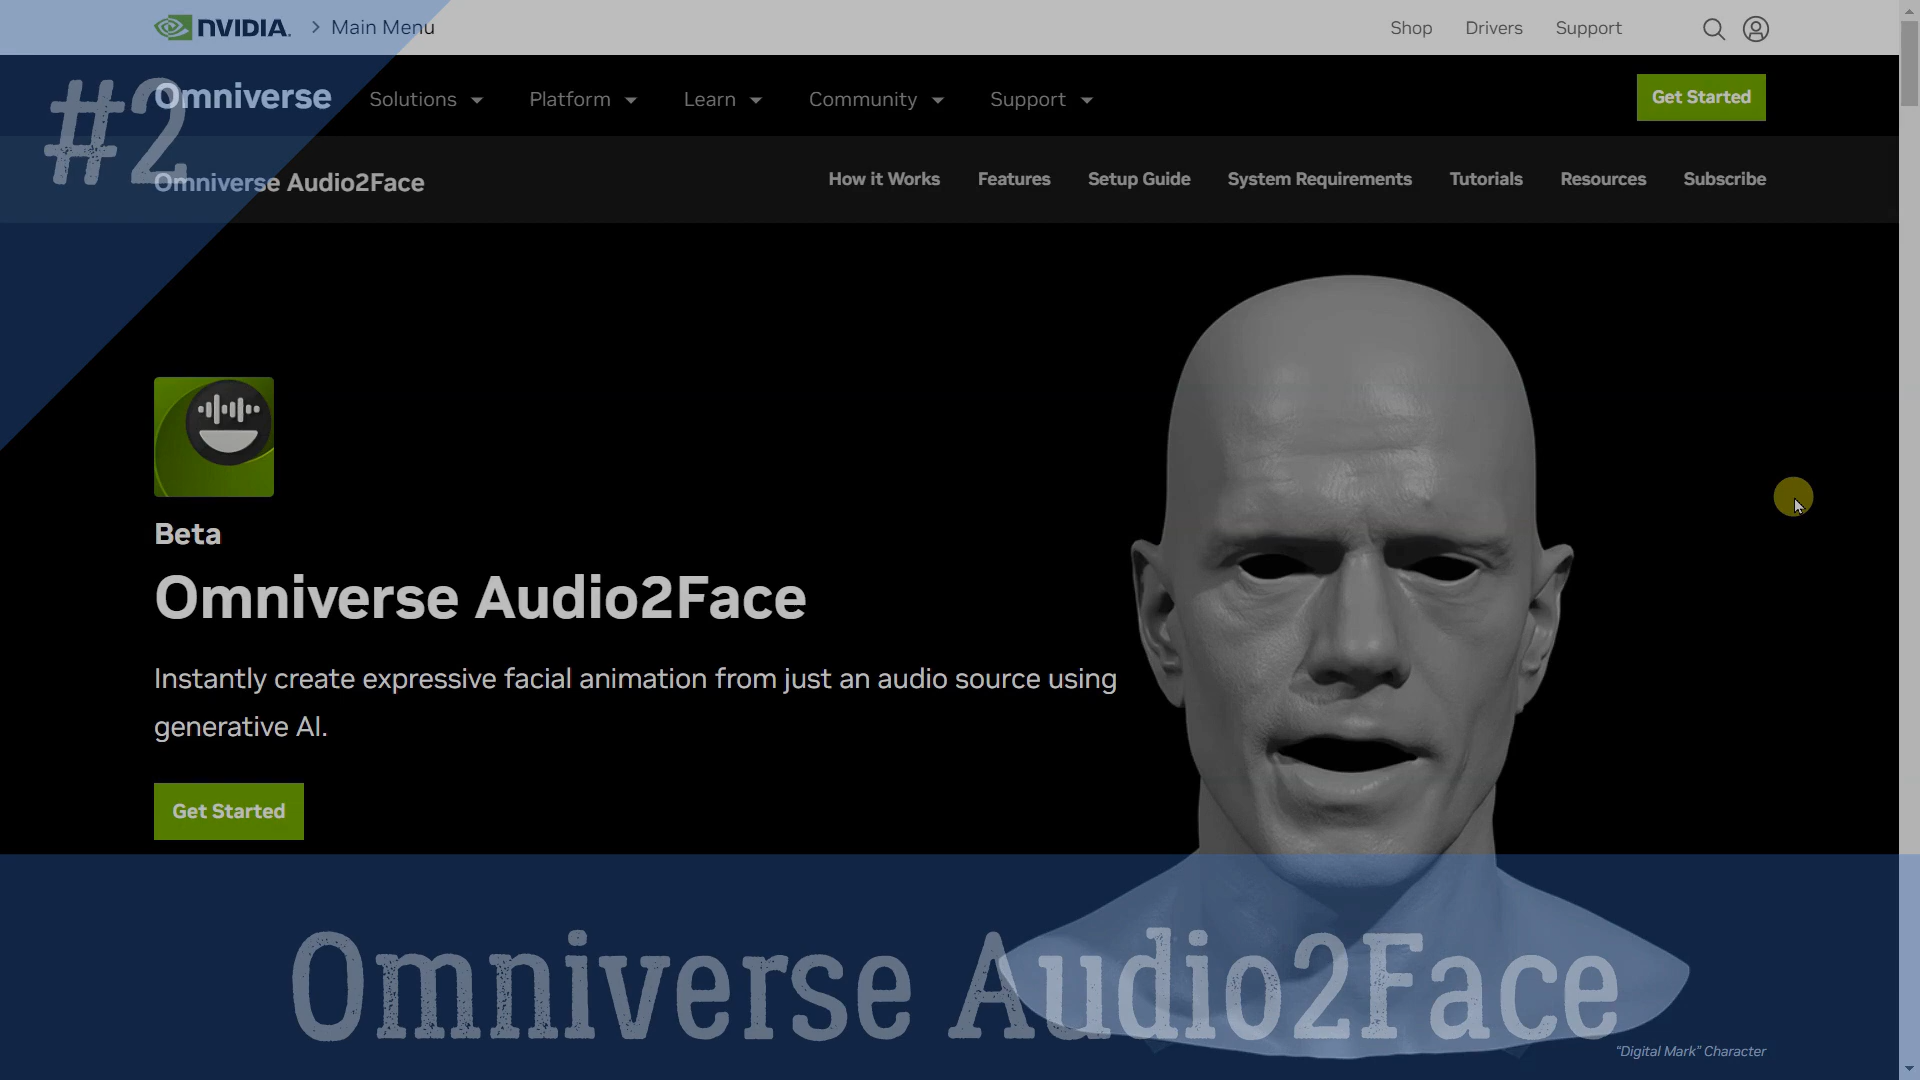 NVIDIA. > Main Menu
Shop Drivers Support
#2
Omniverse Solutions Platform Learn Community Support Get Started
Omniverse Audio2Face How it Works Features Setup Guide System Requirements Tutorials Resources Subscribe
Beta
Omniverse Audio2Face
Instantly create expressive facial animation from just an audio source using
generative AI.
Get Started
Omniverse Audio2Face
“Digital Mark” Character